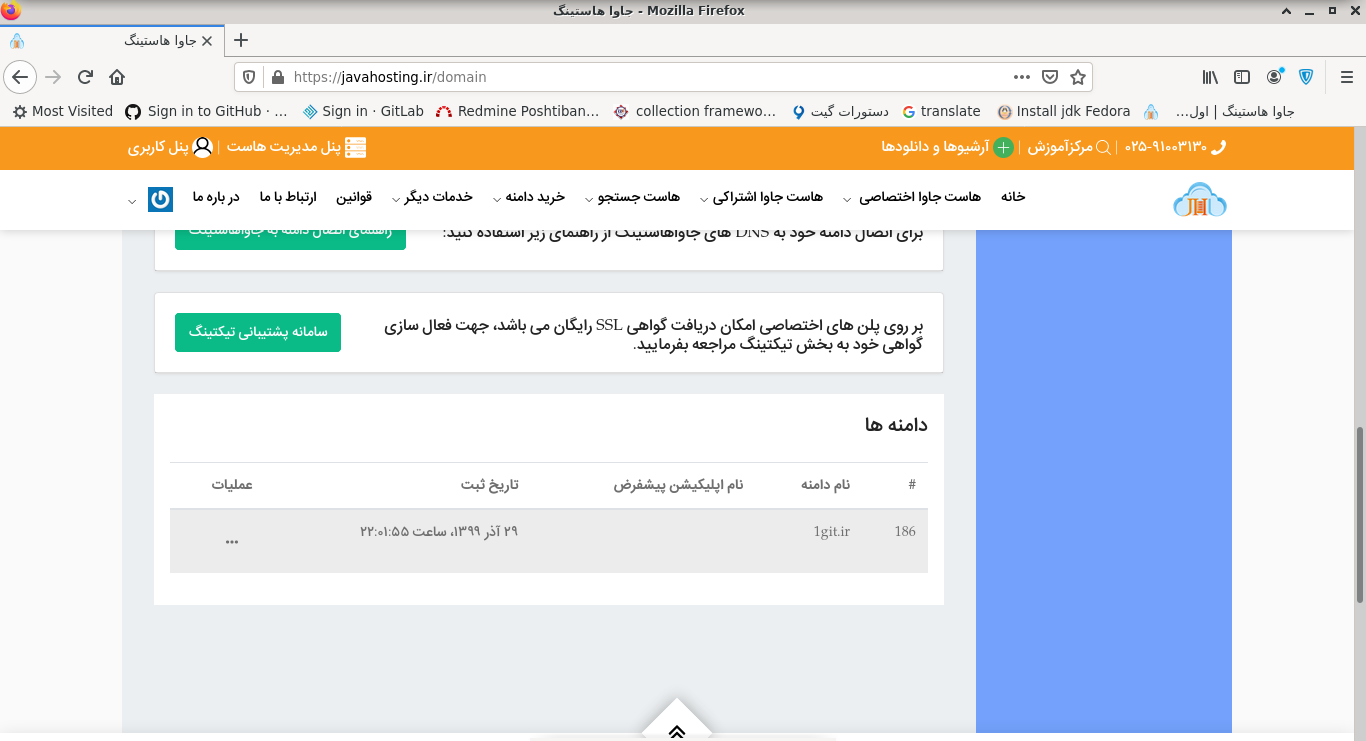 جاوا هاستینگ - Mozilla Firefox
جاوا هاستینگ
https://javahosting.ir/domain
Most Visited
Sign in to GitHub · ...
Sign in · GitLab
Redmine Poshtiban...
collection framewo...
دستورات گیت
translate
Install jdk Fedora
جاوا هاستینگ | اول...
۰۲۵-۹۱۰۰۳۱۳۰ | مرکزآموزش | آرشیوها و دانلودها
پنل مدیریت هاست | پنل کاربری
خانه
هاست جاوا اختصاصی
هاست جاوا اشتراکی
هاست جستجو
خرید دامنه
خدمات دیگر
قوانین
ارتباط با ما
در باره ما
برای اتصال دامنه خود به DNS های جاواهاستینگ از راهنمای زیر استفاده کنید:
راهنمای اتصال دامنه به جاواهاستینگ
بر روی پلن های اختصاصی امکان دریافت گواهی SSL رایگان می باشد، جهت فعال سازی
گواهی خود به بخش تیکتینگ مراجعه بفرمایید.
سامانه پشتیبانی تیکتینگ
دامنه ها
# نام دامنه نام اپلیکیشن پیشفرض تاریخ ثبت عملیات
186 1git.ir ۲۹ آذر ۱۳۹۹، ساعت ۲۲:۰۱:۵۵ ...